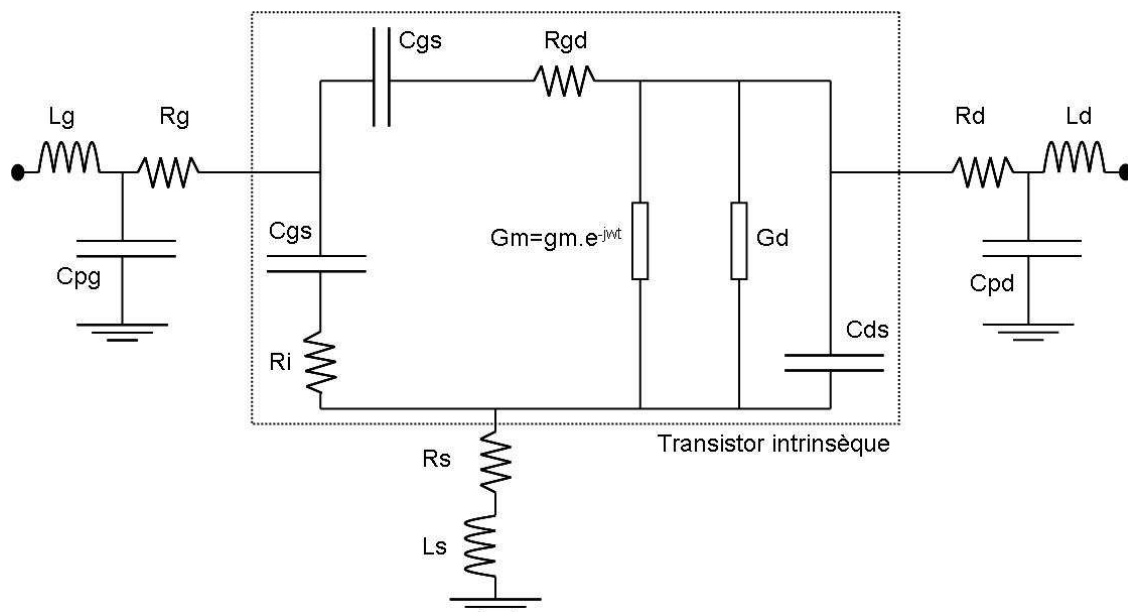 Cgs
Rgd
Lg
Rg
Rd
Ld
Cgs
Gm=gm.e-jwt
Gd
Cpg
Cpd
Cds
Ri
Transistor intrinsèque
Rs
Ls